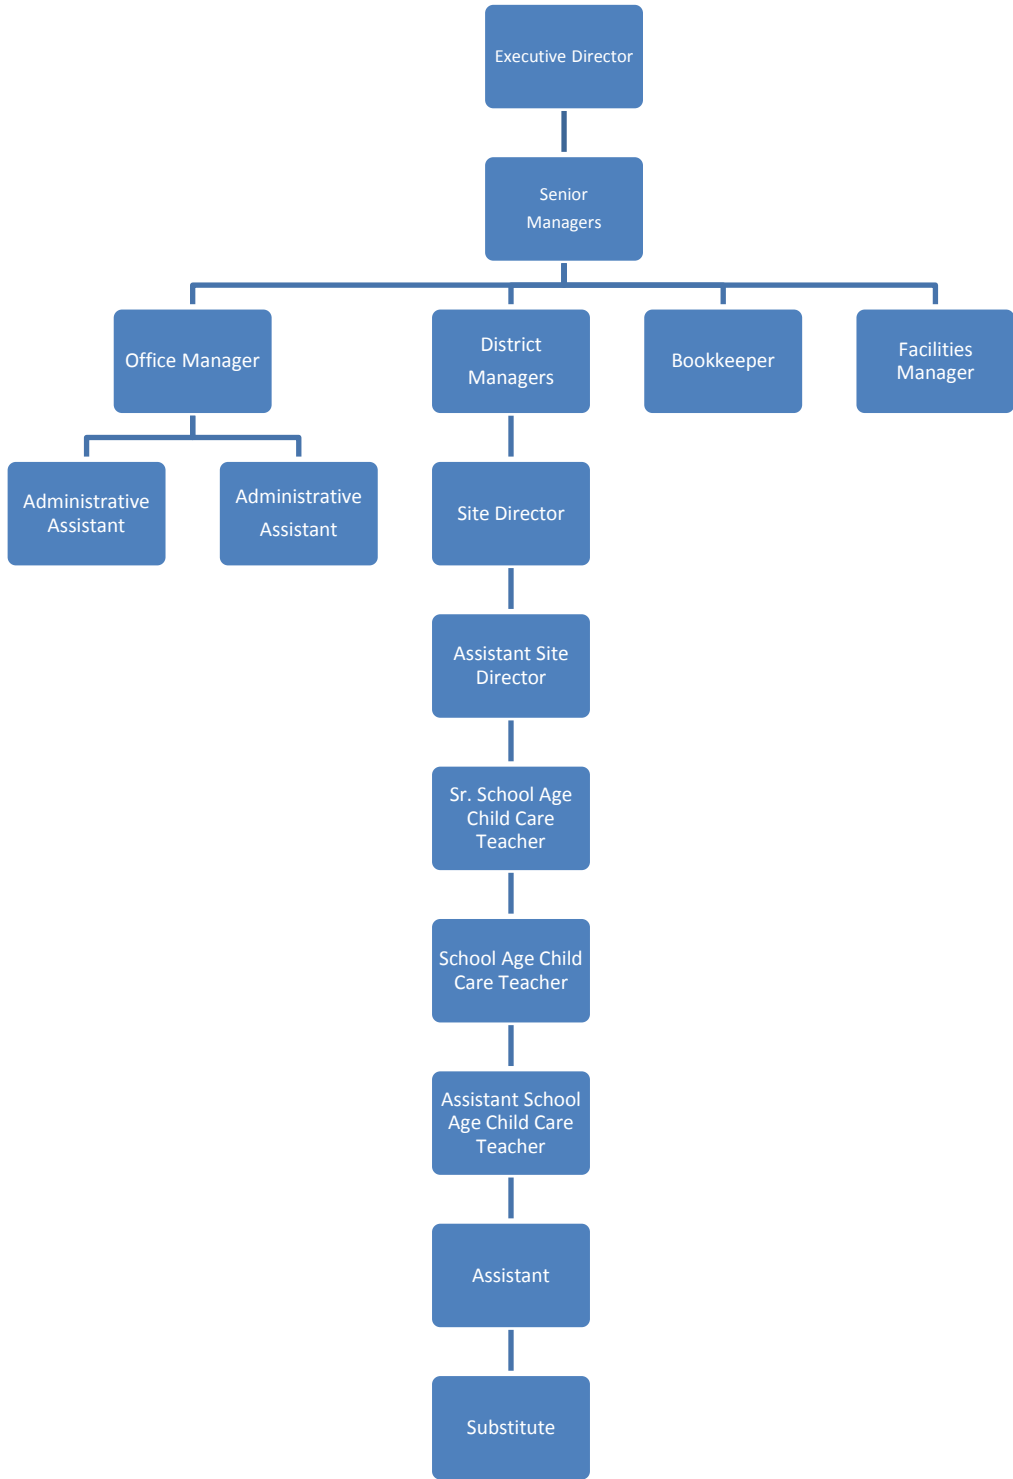 Executive Director
Senior
Managers
Office Manager
District
Managers
Bookkeeper
Facilities
Manager
Administrative
Assistant
Administrative
Assistant
Site Director
Assistant Site
Director
Sr. School Age
Child Care
Teacher
School Age Child
Care Teacher
Assistant School
Age Child Care
Teacher
Assistant
Substitute